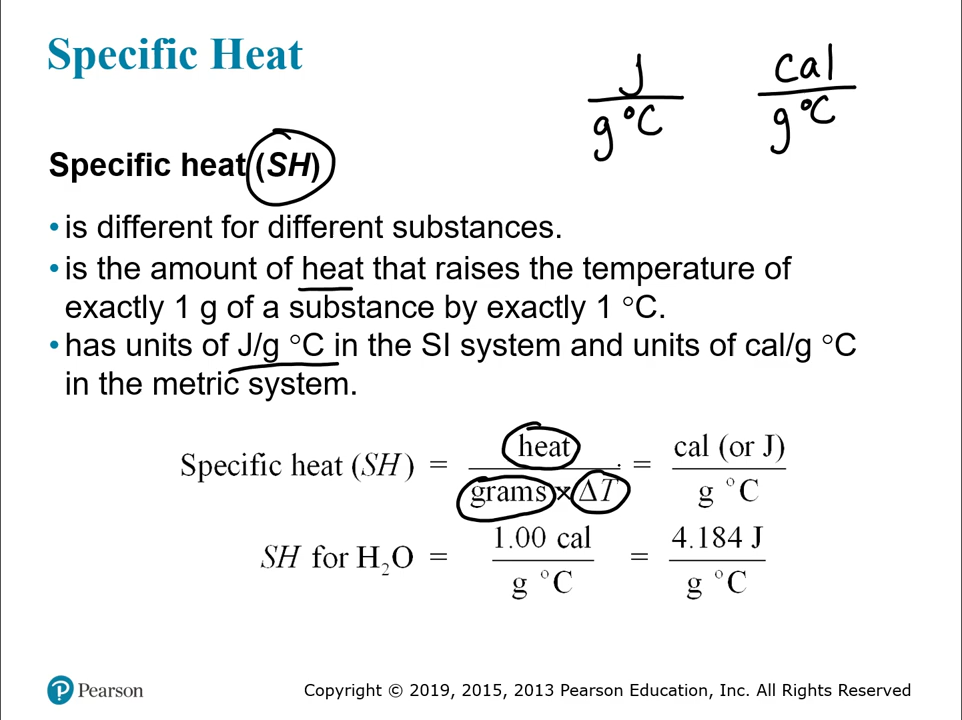 Specific Heat
J
g °C
cal
g °C
Specific heat (SH)
• is different for different substances.
• is the amount of heat that raises the temperature of
exactly 1 g of a substance by exactly 1 °C.
• has units of J/g °C in the SI system and units of cal/g °C
in the metric system.
Specific heat (SH) = heat / grams × ΔT = cal (or J) / g °C
SH for H₂O = 1.00 cal / g °C = 4.184 J / g °C
P Pearson
Copyright © 2019, 2015, 2013 Pearson Education, Inc. All Rights Reserved